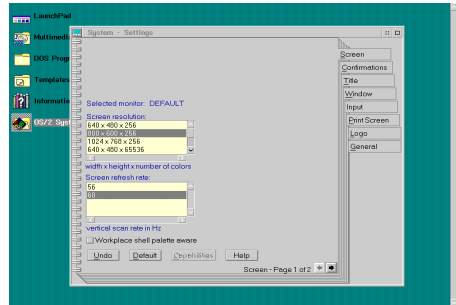 LaunchPad
System - Settings
Multimedi
DOS Progr
Templates
Informatio
OS/2 Syst
Screen
Confirmations
Title
Window
Input
Print Screen
Logo
General
Selected monitor: DEFAULT
Screen resolution:
640 x 480 x 256
800 x 600 x 256
1024 x 768 x 256
640 x 480 x 65536
width x height x number of colors
Screen refresh rate:
56
60
vertical scan rate in Hz
Workplace shell palette aware
Undo Default Capabilities Help
Screen - Page 1 of 2